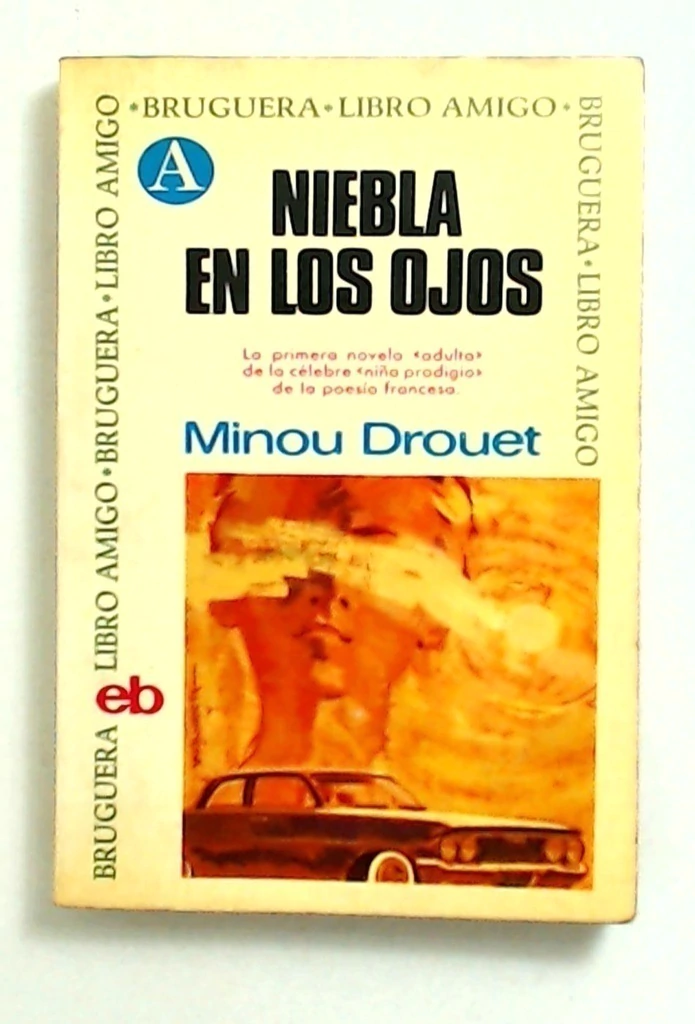 *BRUGUERA*LIBRO AMIGO*
BRUGUERA*LIBRO AMIGO
BRUGUERA LIBRO AMIGO*BRUGUERA*LIBRO AMIGO
A
NIEBLA
EN LOS OJOS
La primera novela «adulta»
de la célebre «niña prodigio»
de la poesía francesa.
Minou Drouet
eb